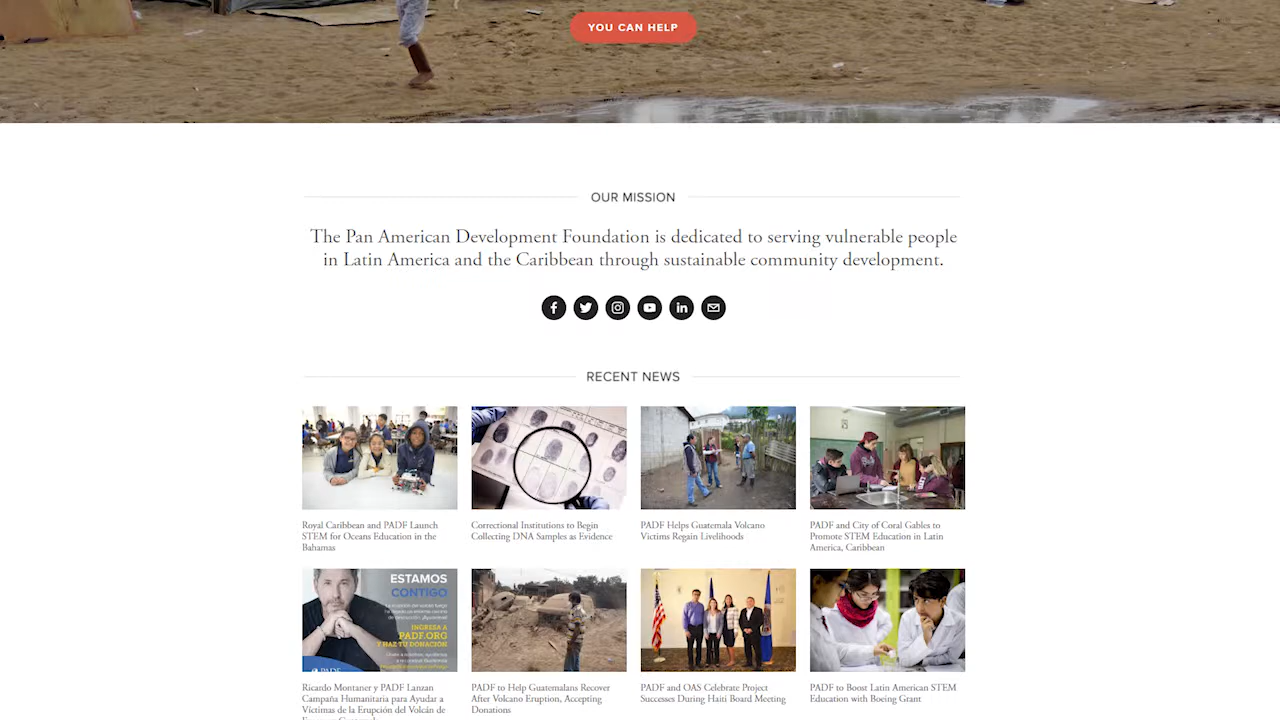 YOU CAN HELP
OUR MISSION
The Pan American Development Foundation is dedicated to serving vulnerable people
in Latin America and the Caribbean through sustainable community development.
RECENT NEWS
Royal Caribbean and PADF Launch
STEM for Oceans Education in the
Bahamas
Correctional Institutions to Begin
Collecting DNA Samples as Evidence
PADF Helps Guatemala Volcano
Victims Regain Livelihoods
PADF and City of Coral Gables to
Promote STEM Education in Latin
America, Caribbean
ESTAMOS
CONTIGO
INGRESA A
PADF.ORG
Y HAZ TU DONACIÓN
PADF
Ricardo Montaner y PADF Lanzan
Campaña Humanitaria para Ayudar a
Víctimas de la Erupción del Volcán de
PADF to Help Guatemalans Recover
After Volcano Eruption, Accepting
Donations
PADF and OAS Celebrate Project
Successes During Haiti Board Meeting
PADF to Boost Latin American STEM
Education with Boeing Grant